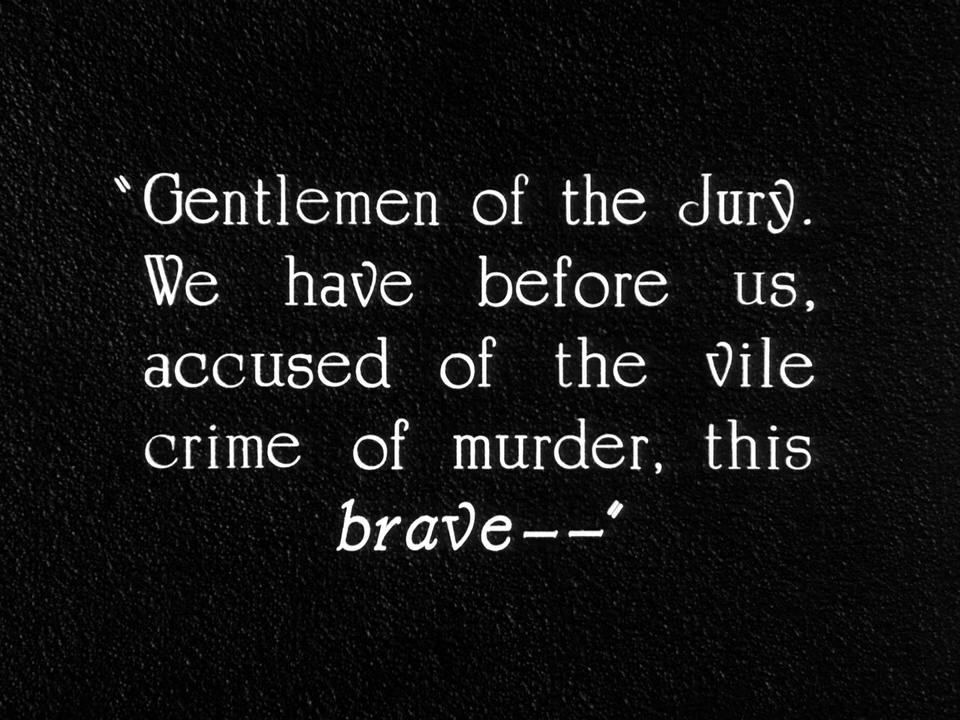 "Gentlemen of the Jury.
We have before us,
accused of the vile
crime of murder, this
brave--"